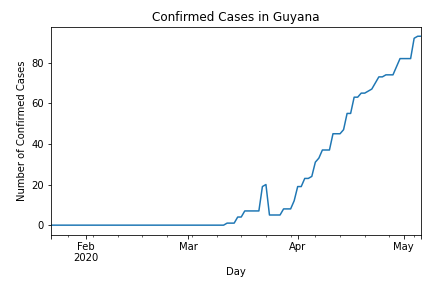 Confirmed Cases in Guyana
Number of Confirmed Cases
80
60
40
20
0
Feb
2020
Mar
Apr
May
Day